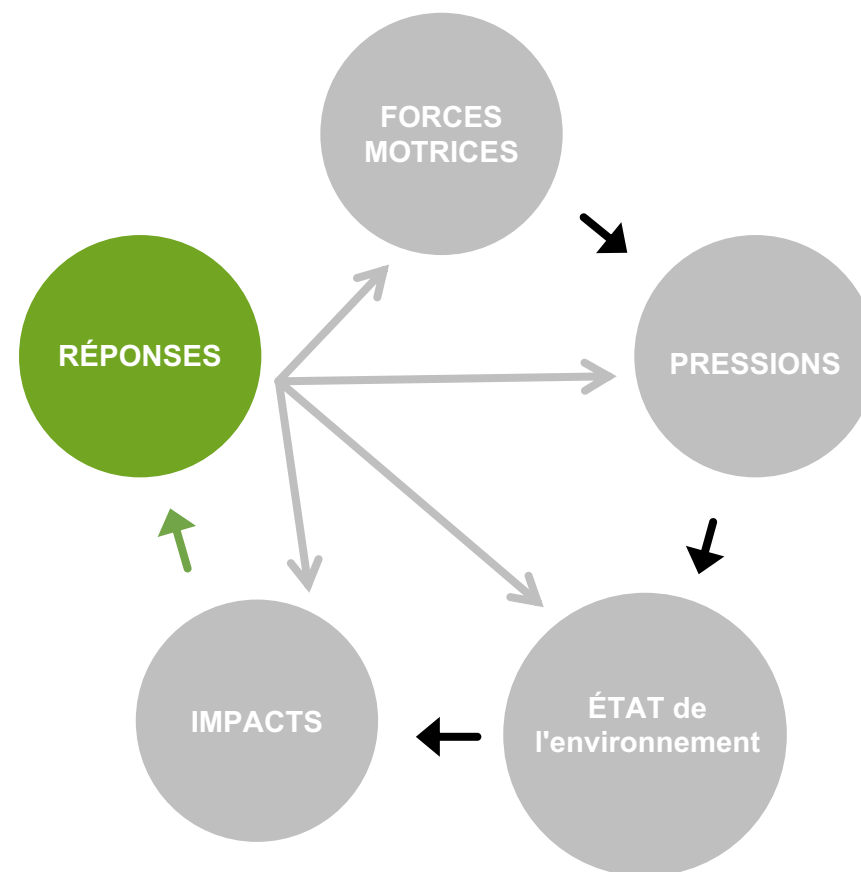 FORCES
MOTRICES
RÉPONSES
PRESSIONS
IMPACTS
ÉTAT de
l'environnement